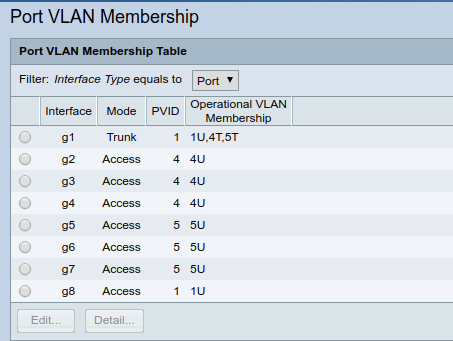 Port VLAN Membership
Port VLAN Membership Table
Filter: Interface Type equals to Port
Interface Mode PVID Operational VLAN Membership
g1 Trunk 1 1U,4T,5T
g2 Access 4 4U
g3 Access 4 4U
g4 Access 4 4U
g5 Access 5 5U
g6 Access 5 5U
g7 Access 5 5U
g8 Access 1 1U
Edit... Detail...